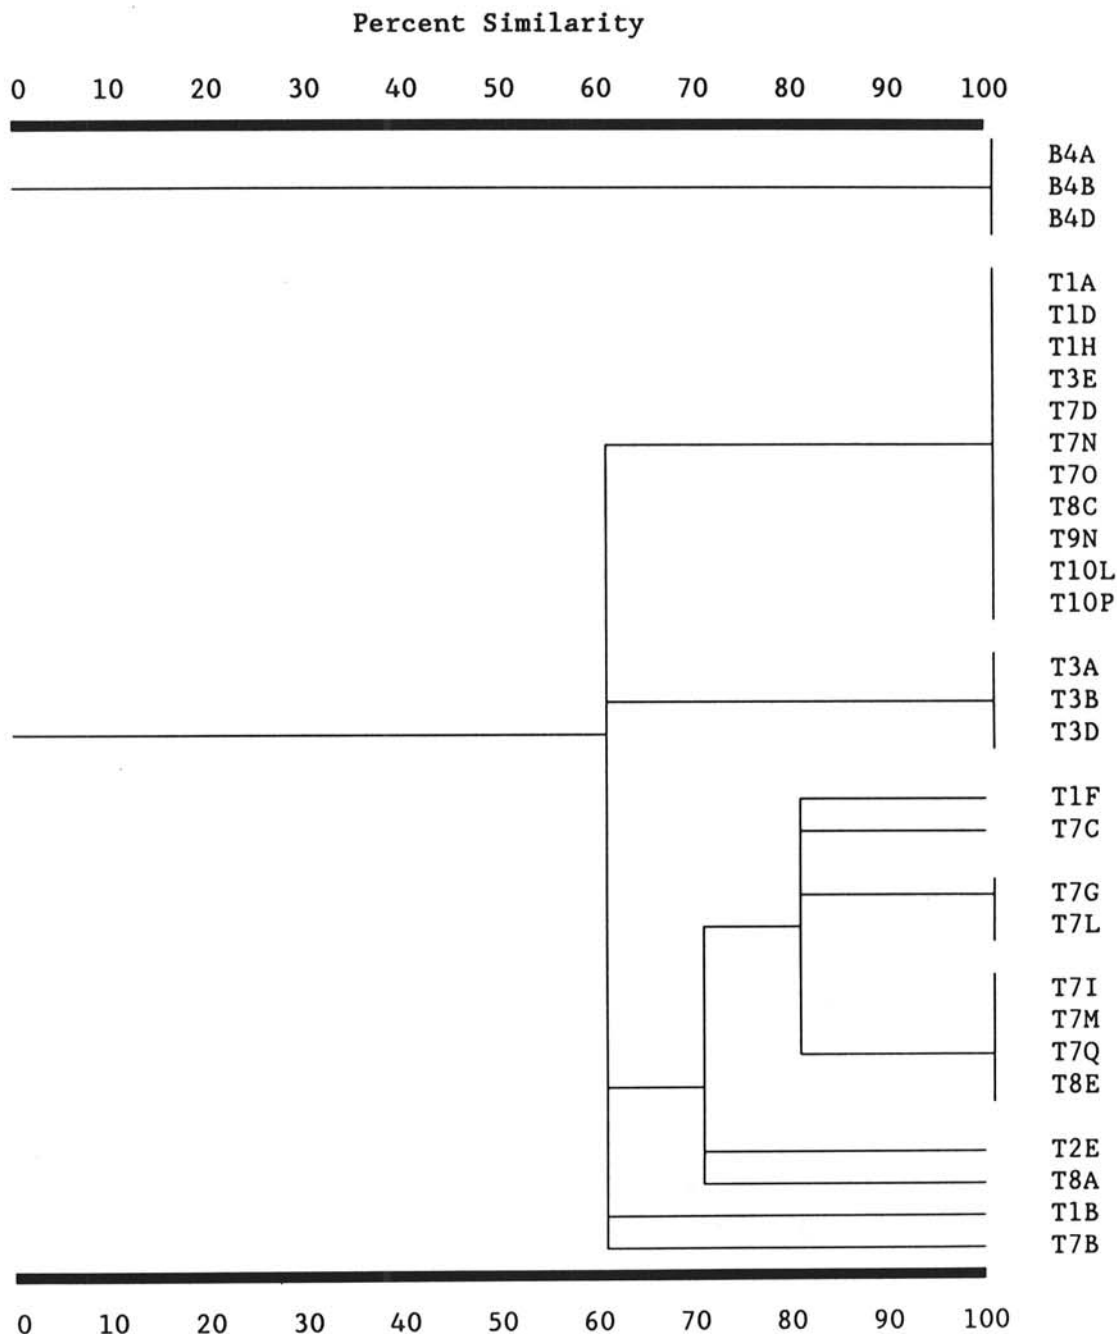 Percent Similarity
0 10 20 30 40 50 60 70 80 90 100
B4A
B4B
B4D
T1A
T1D
T1H
T3E
T7D
T7N
T7O
T8C
T9N
T10L
T10P
T3A
T3B
T3D
T1F
T7C
T7G
T7L
T7I
T7M
T7Q
T8E
T2E
T8A
T1B
T7B
0 10 20 30 40 50 60 70 80 90 100